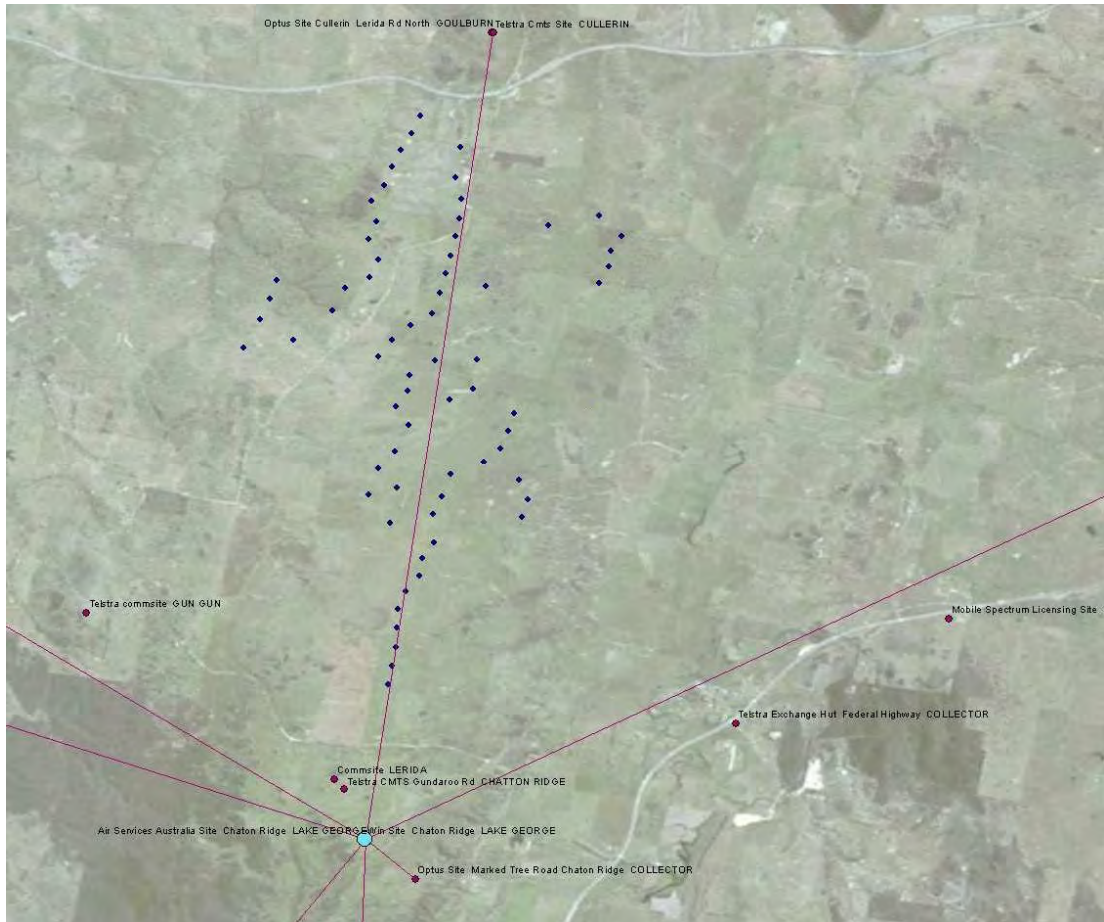 Optus Site Cullerin Lerida Rd North GOULBURN Telstra Cmts Site CULLERIN
Telstra commsite GUN GUN
Mobile Spectrum Licensing Site
Telstra Exchange Hut Federal Highway COLLECTOR
Commsite LERIDA
Telstra CMTS Gundaroo Rd CHATTON RIDGE
Air Services Australia Site Chaton Ridge LAKE GEORGE Win Site Chaton Ridge LAKE GEORGE
Optus Site Marked Tree Road Chaton Ridge COLLECTOR